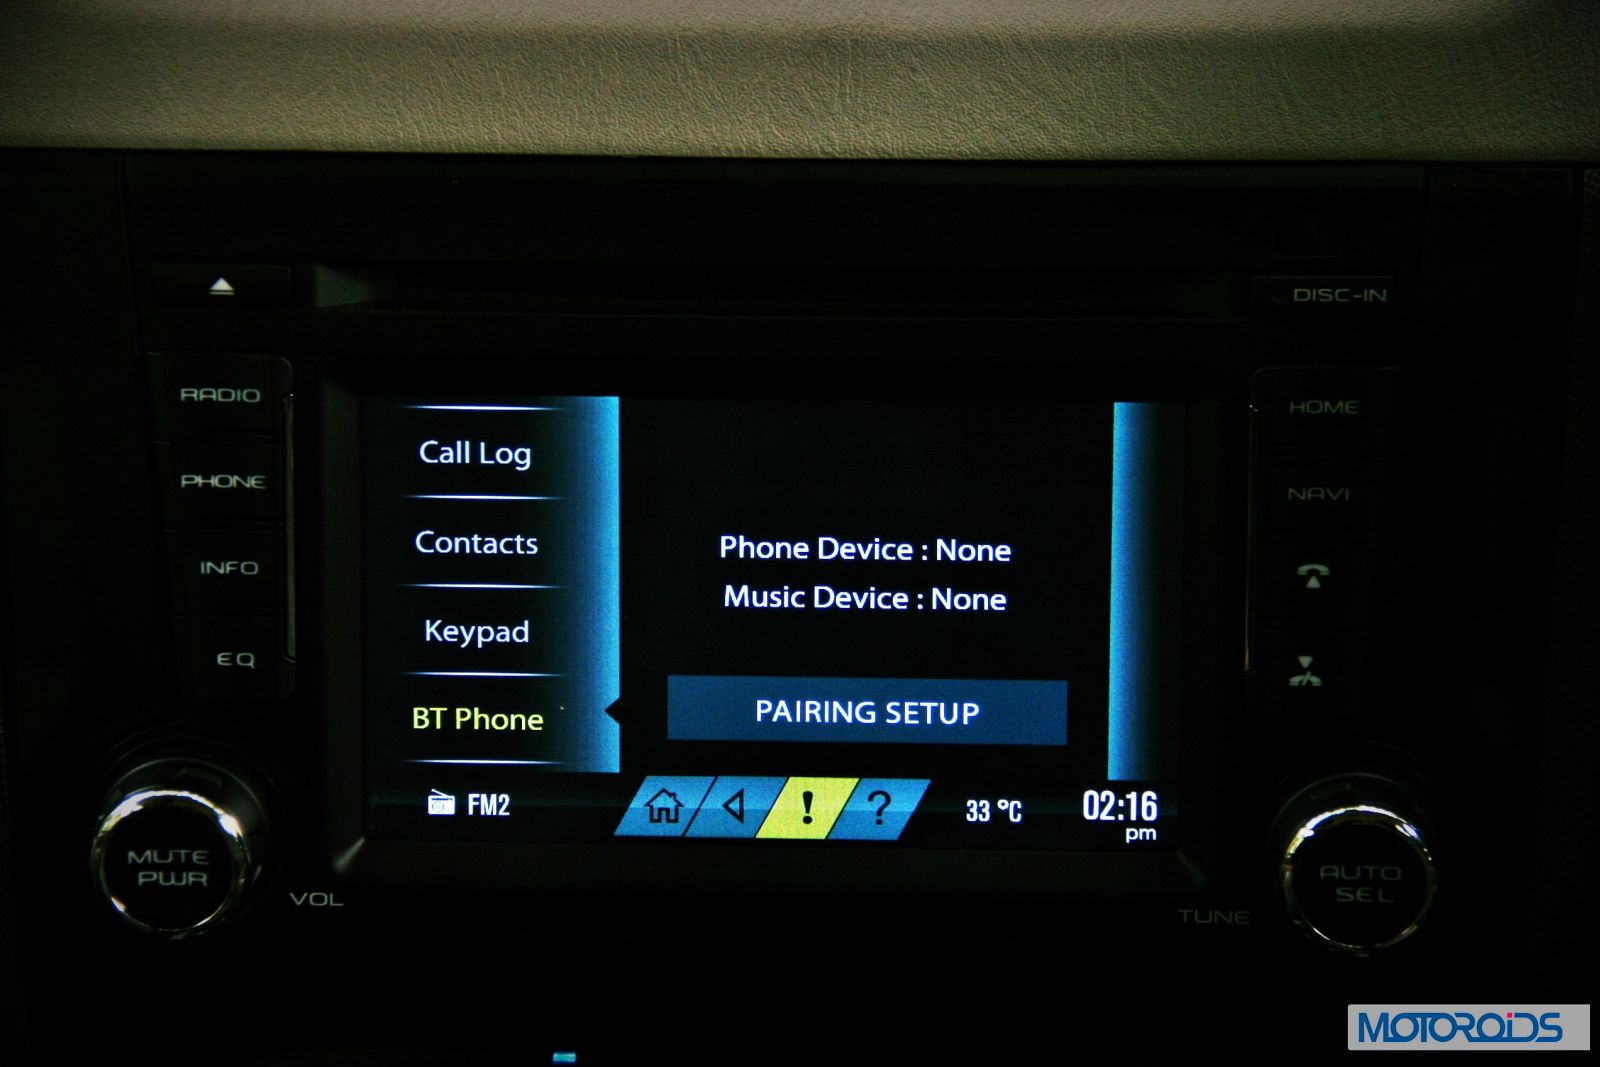 DISC-IN
RADIO
HOME
PHONE
NAVI
INFO
EQ
Call Log
Contacts
Keypad
BT Phone
Phone Device : None
Music Device : None
PAIRING SETUP
FM2
!
?
33 °C
02:16
pm
MUTE
PWR
VOL
AUTO
SEL
TUNE
MOTOROiDS